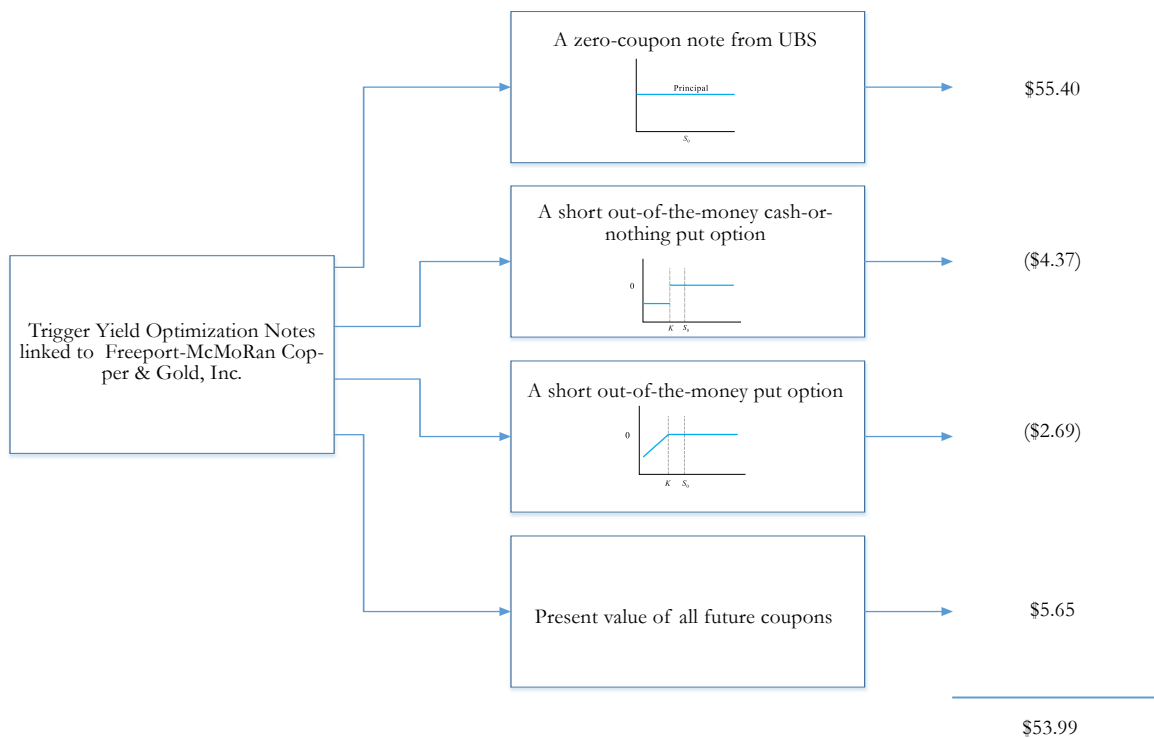 A zero-coupon note from UBS
Principal
S0
$55.40
A short out-of-the-money cash-or-
nothing put option
0
K
S0
($4.37)
Trigger Yield Optimization Notes
linked to Freeport-McMoRan Cop-
per & Gold, Inc.
A short out-of-the-money put option
0
K
S0
($2.69)
Present value of all future coupons
$5.65
$53.99